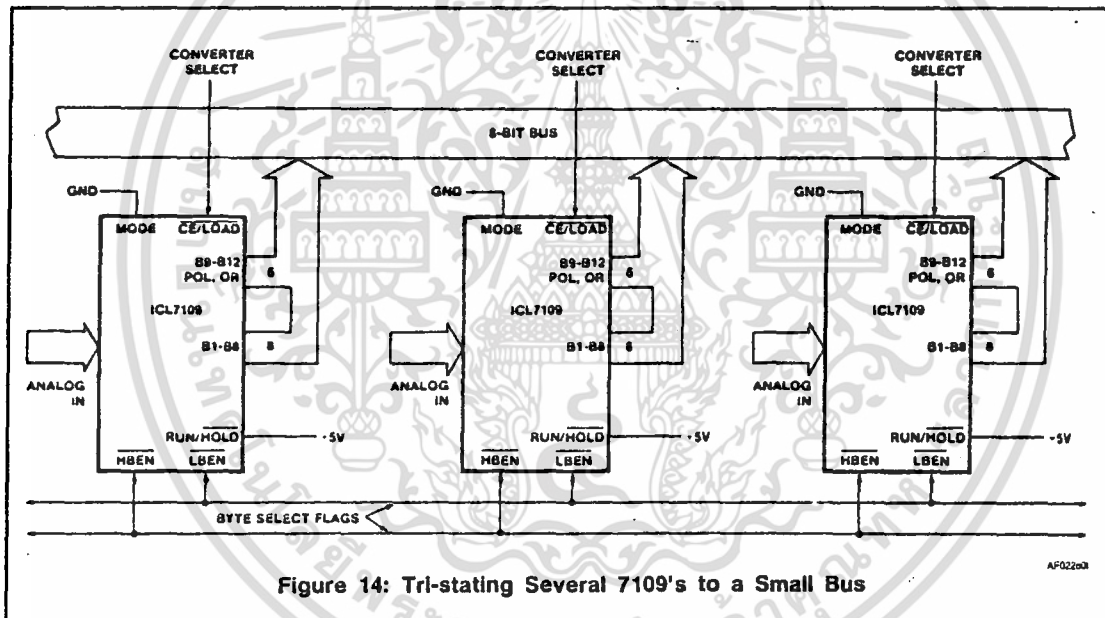 CONVERTER
SELECT
CONVERTER
SELECT
CONVERTER
SELECT
8-BIT BUS
GND
MODE
CE/LOAD
B9-B12
POL, OR
6
ICL7109
B1-B8
8
ANALOG
IN
RUN/HOLD
+5V
HBEN
LBEN
GND
MODE
CE/LOAD
B9-B12
POL, OR
6
ICL7109
B1-B8
8
ANALOG
IN
RUN/HOLD
+5V
HBEN
LBEN
GND
MODE
CE/LOAD
B9-B12
POL, OR
6
ICL7109
B1-B8
8
ANALOG
IN
RUN/HOLD
+5V
HBEN
LBEN
BYTE SELECT FLAGS
Figure 14: Tri-stating Several 7109's to a Small Bus